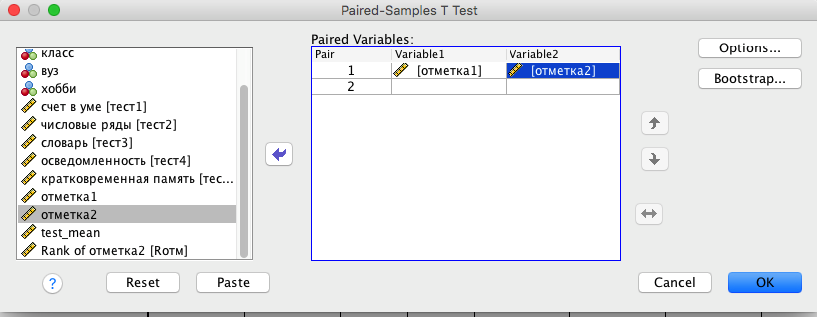 Paired-Samples T Test
класс
вуз
хобби
счет в уме [тест1]
числовые ряды [тест2]
словарь [тест3]
осведомленность [тест4]
кратковременная память [тес...
отметка1
отметка2
test_mean
Rank of отметка2 [Rотм]
Paired Variables:
Pair Variable1 Variable2
1 [отметка1] [отметка2]
2
Options...
Bootstrap...
? Reset Paste Cancel OK